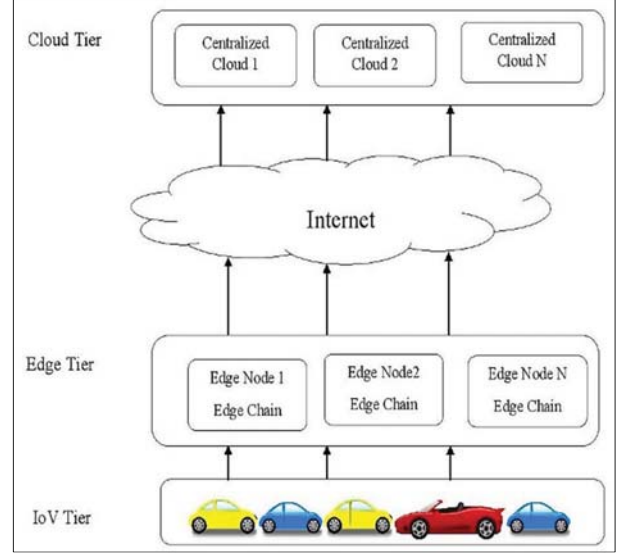 Cloud Tier
Centralized
Cloud 1
Centralized
Cloud 2
Centralized
Cloud N
Internet
Edge Tier
Edge Node 1
Edge Chain
Edge Node2
Edge Chain
Edge Node N
Edge Chain
IoV Tier